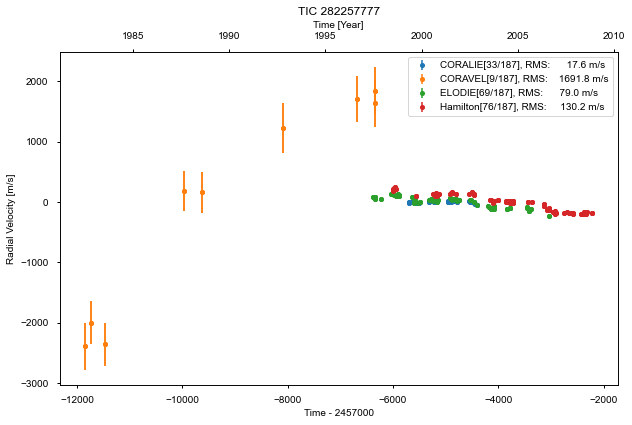 TIC 282257777
Time [Year]
1985 1990 1995 2000 2005 2010
CORALIE[33/187], RMS: 17.6 m/s
CORAVEL[9/187], RMS: 1691.8 m/s
ELODIE[69/187], RMS: 79.0 m/s
Hamilton[76/187], RMS: 130.2 m/s
Radial Velocity [m/s]
2000
1000
0
−1000
−2000
−3000
−12000 −10000 −8000 −6000 −4000 −2000
Time - 2457000